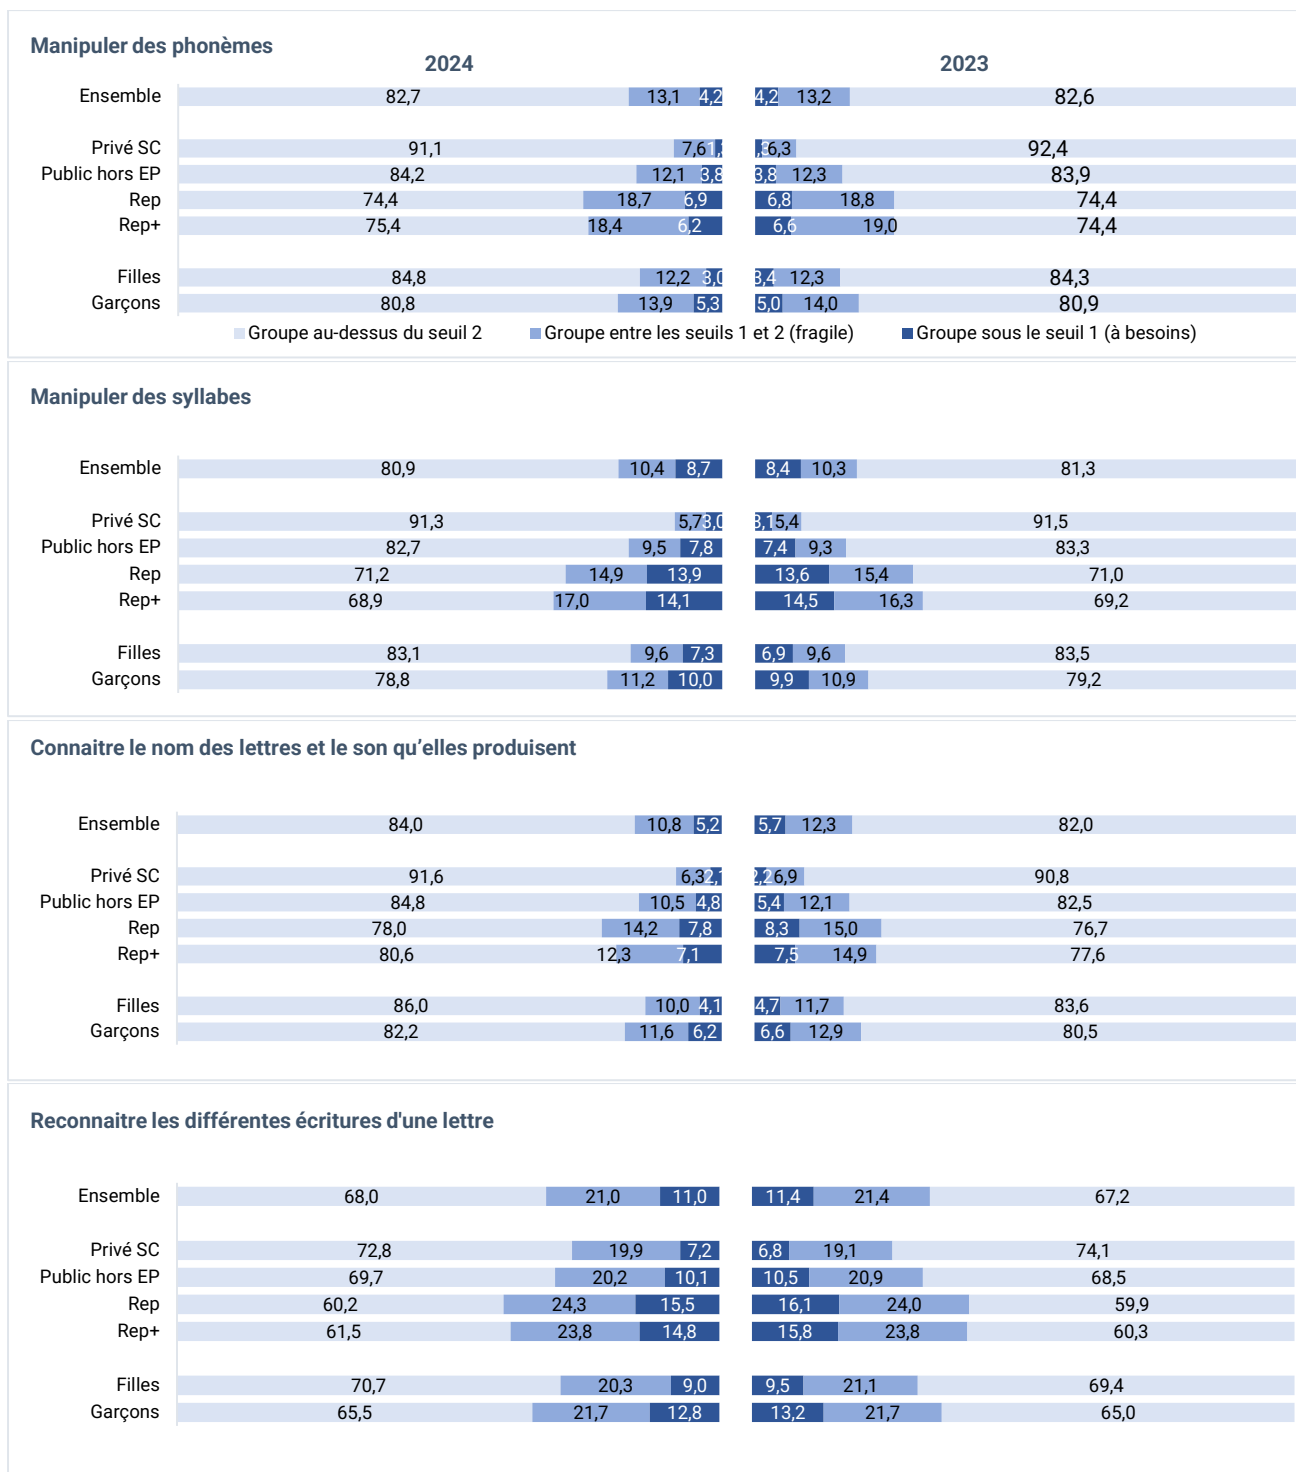 Manipuler des phonèmes
2024 2023
Ensemble 82,7 13,1 4,2 4,2 13,2 82,6
Privé SC 91,1 7,6 6,3 92,4
Public hors EP 84,2 12,1 3,8 3,8 12,3 83,9
Rep 74,4 18,7 6,9 6,8 18,8 74,4
Rep+ 75,4 18,4 6,2 6,6 19,0 74,4
Filles 84,8 12,2 3,0 3,4 12,3 84,3
Garçons 80,8 13,9 5,3 5,0 14,0 80,9
Groupe au-dessus du seuil 2 Groupe entre les seuils 1 et 2 (fragile) Groupe sous le seuil 1 (à besoins)
Manipuler des syllabes
Ensemble 80,9 10,4 8,7 8,4 10,3 81,3
Privé SC 91,3 5,7 3,0 3,1 5,4 91,5
Public hors EP 82,7 9,5 7,8 7,4 9,3 83,3
Rep 71,2 14,9 13,9 13,6 15,4 71,0
Rep+ 68,9 17,0 14,1 14,5 16,3 69,2
Filles 83,1 9,6 7,3 6,9 9,6 83,5
Garçons 78,8 11,2 10,0 9,9 10,9 79,2
Connaitre le nom des lettres et le son qu’elles produisent
Ensemble 84,0 10,8 5,2 5,7 12,3 82,0
Privé SC 91,6 6,3 2,1 2,2 6,9 90,8
Public hors EP 84,8 10,5 4,8 5,4 12,1 82,5
Rep 78,0 14,2 7,8 8,3 15,0 76,7
Rep+ 80,6 12,3 7,1 7,5 14,9 77,6
Filles 86,0 10,0 4,1 4,7 11,7 83,6
Garçons 82,2 11,6 6,2 6,6 12,9 80,5
Reconnaitre les différentes écritures d'une lettre
Ensemble 68,0 21,0 11,0 11,4 21,4 67,2
Privé SC 72,8 19,9 7,2 6,8 19,1 74,1
Public hors EP 69,7 20,2 10,1 10,5 20,9 68,5
Rep 60,2 24,3 15,5 16,1 24,0 59,9
Rep+ 61,5 23,8 14,8 15,8 23,8 60,3
Filles 70,7 20,3 9,0 9,5 21,1 69,4
Garçons 65,5 21,7 12,8 13,2 21,7 65,0